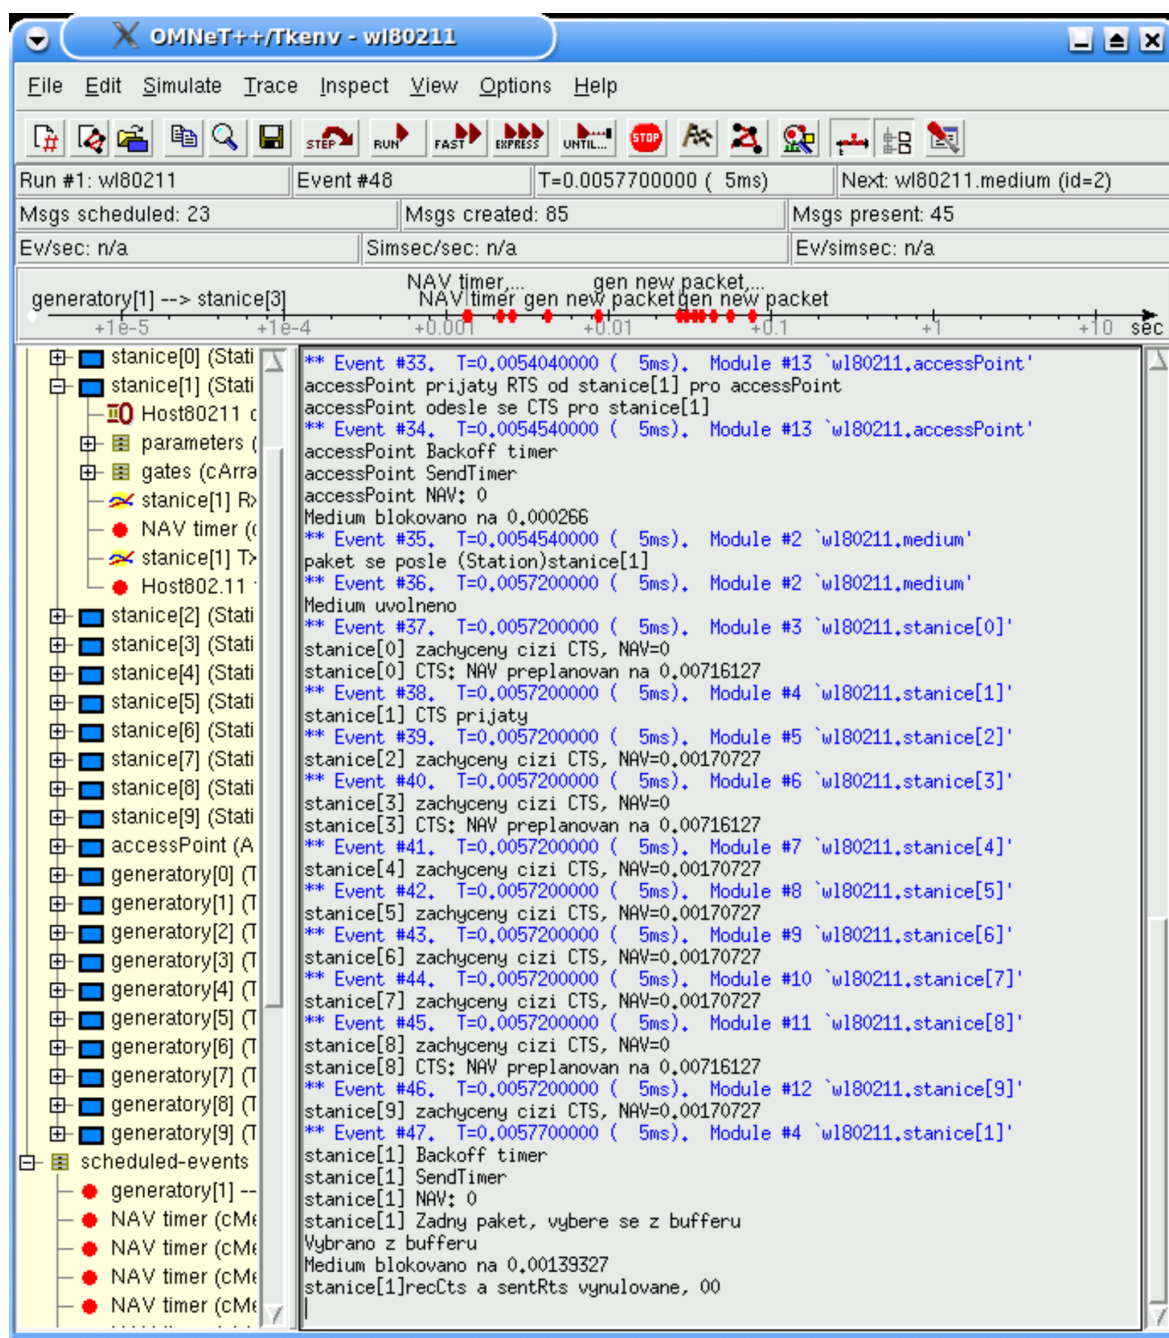 OMNeT++/Tkenv - wl80211
File Edit Simulate Trace Inspect View Options Help
STEP RUN FAST EXPRESS UNTIL... STOP
Run #1: wl80211 Event #48 T=0.0057700000 ( 5ms) Next: wl80211.medium (id=2)
Msgs scheduled: 23 Msgs created: 85 Msgs present: 45
Ev/sec: n/a Simsec/sec: n/a Ev/simsec: n/a
NAV timer,... gen new packet,...
generatory[1] --> stanice[3] NAV timer gen new packet gen new packet
+1e-5 +1e-4 +0.001 +0.01 +0.1 +1 +10 sec
stanice[0] (Stati
stanice[1] (Stati
Host80211 c
parameters (
gates (cArra
stanice[1] Rx
NAV timer (c
stanice[1] Tx
Host802.11
stanice[2] (Stati
stanice[3] (Stati
stanice[4] (Stati
stanice[5] (Stati
stanice[6] (Stati
stanice[7] (Stati
stanice[8] (Stati
stanice[9] (Stati
accessPoint (A
generatory[0] (T
generatory[1] (T
generatory[2] (T
generatory[3] (T
generatory[4] (T
generatory[5] (T
generatory[6] (T
generatory[7] (T
generatory[8] (T
generatory[9] (T
scheduled-events
generatory[1] --
NAV timer (cMe
NAV timer (cMe
NAV timer (cMe
NAV timer (cMe
** Event #33. T=0.0054040000 ( 5ms). Module #13 `wl80211.accessPoint'
accessPoint prijaty RTS od stanice[1] pro accessPoint
accessPoint odesle se CTS pro stanice[1]
** Event #34. T=0.0054540000 ( 5ms). Module #13 `wl80211.accessPoint'
accessPoint Backoff timer
accessPoint SendTimer
accessPoint NAV: 0
Medium blokovano na 0.000266
** Event #35. T=0.0054540000 ( 5ms). Module #2 `wl80211.medium'
paket se posle (Station)stanice[1]
** Event #36. T=0.0057200000 ( 5ms). Module #2 `wl80211.medium'
Medium uvolneno
** Event #37. T=0.0057200000 ( 5ms). Module #3 `wl80211.stanice[0]'
stanice[0] zachyceny cizi CTS, NAV=0
stanice[0] CTS: NAV preplanovan na 0.00716127
** Event #38. T=0.0057200000 ( 5ms). Module #4 `wl80211.stanice[1]'
stanice[1] CTS prijaty
** Event #39. T=0.0057200000 ( 5ms). Module #5 `wl80211.stanice[2]'
stanice[2] zachyceny cizi CTS, NAV=0.00170727
** Event #40. T=0.0057200000 ( 5ms). Module #6 `wl80211.stanice[3]'
stanice[3] zachyceny cizi CTS, NAV=0
stanice[3] CTS: NAV preplanovan na 0.00716127
** Event #41. T=0.0057200000 ( 5ms). Module #7 `wl80211.stanice[4]'
stanice[4] zachyceny cizi CTS, NAV=0.00170727
** Event #42. T=0.0057200000 ( 5ms). Module #8 `wl80211.stanice[5]'
stanice[5] zachyceny cizi CTS, NAV=0.00170727
** Event #43. T=0.0057200000 ( 5ms). Module #9 `wl80211.stanice[6]'
stanice[6] zachyceny cizi CTS, NAV=0.00170727
** Event #44. T=0.0057200000 ( 5ms). Module #10 `wl80211.stanice[7]'
stanice[7] zachyceny cizi CTS, NAV=0.00170727
** Event #45. T=0.0057200000 ( 5ms). Module #11 `wl80211.stanice[8]'
stanice[8] zachyceny cizi CTS, NAV=0
stanice[8] CTS: NAV preplanovan na 0.00716127
** Event #46. T=0.0057200000 ( 5ms). Module #12 `wl80211.stanice[9]'
stanice[9] zachyceny cizi CTS, NAV=0.00170727
** Event #47. T=0.0057700000 ( 5ms). Module #4 `wl80211.stanice[1]'
stanice[1] Backoff timer
stanice[1] SendTimer
stanice[1] NAV: 0
stanice[1] Zadny paket, vybere se z bufferu
Vybrano z bufferu
Medium blokovano na 0.00139327
stanice[1]recCts a sentRts vynulovane, 00